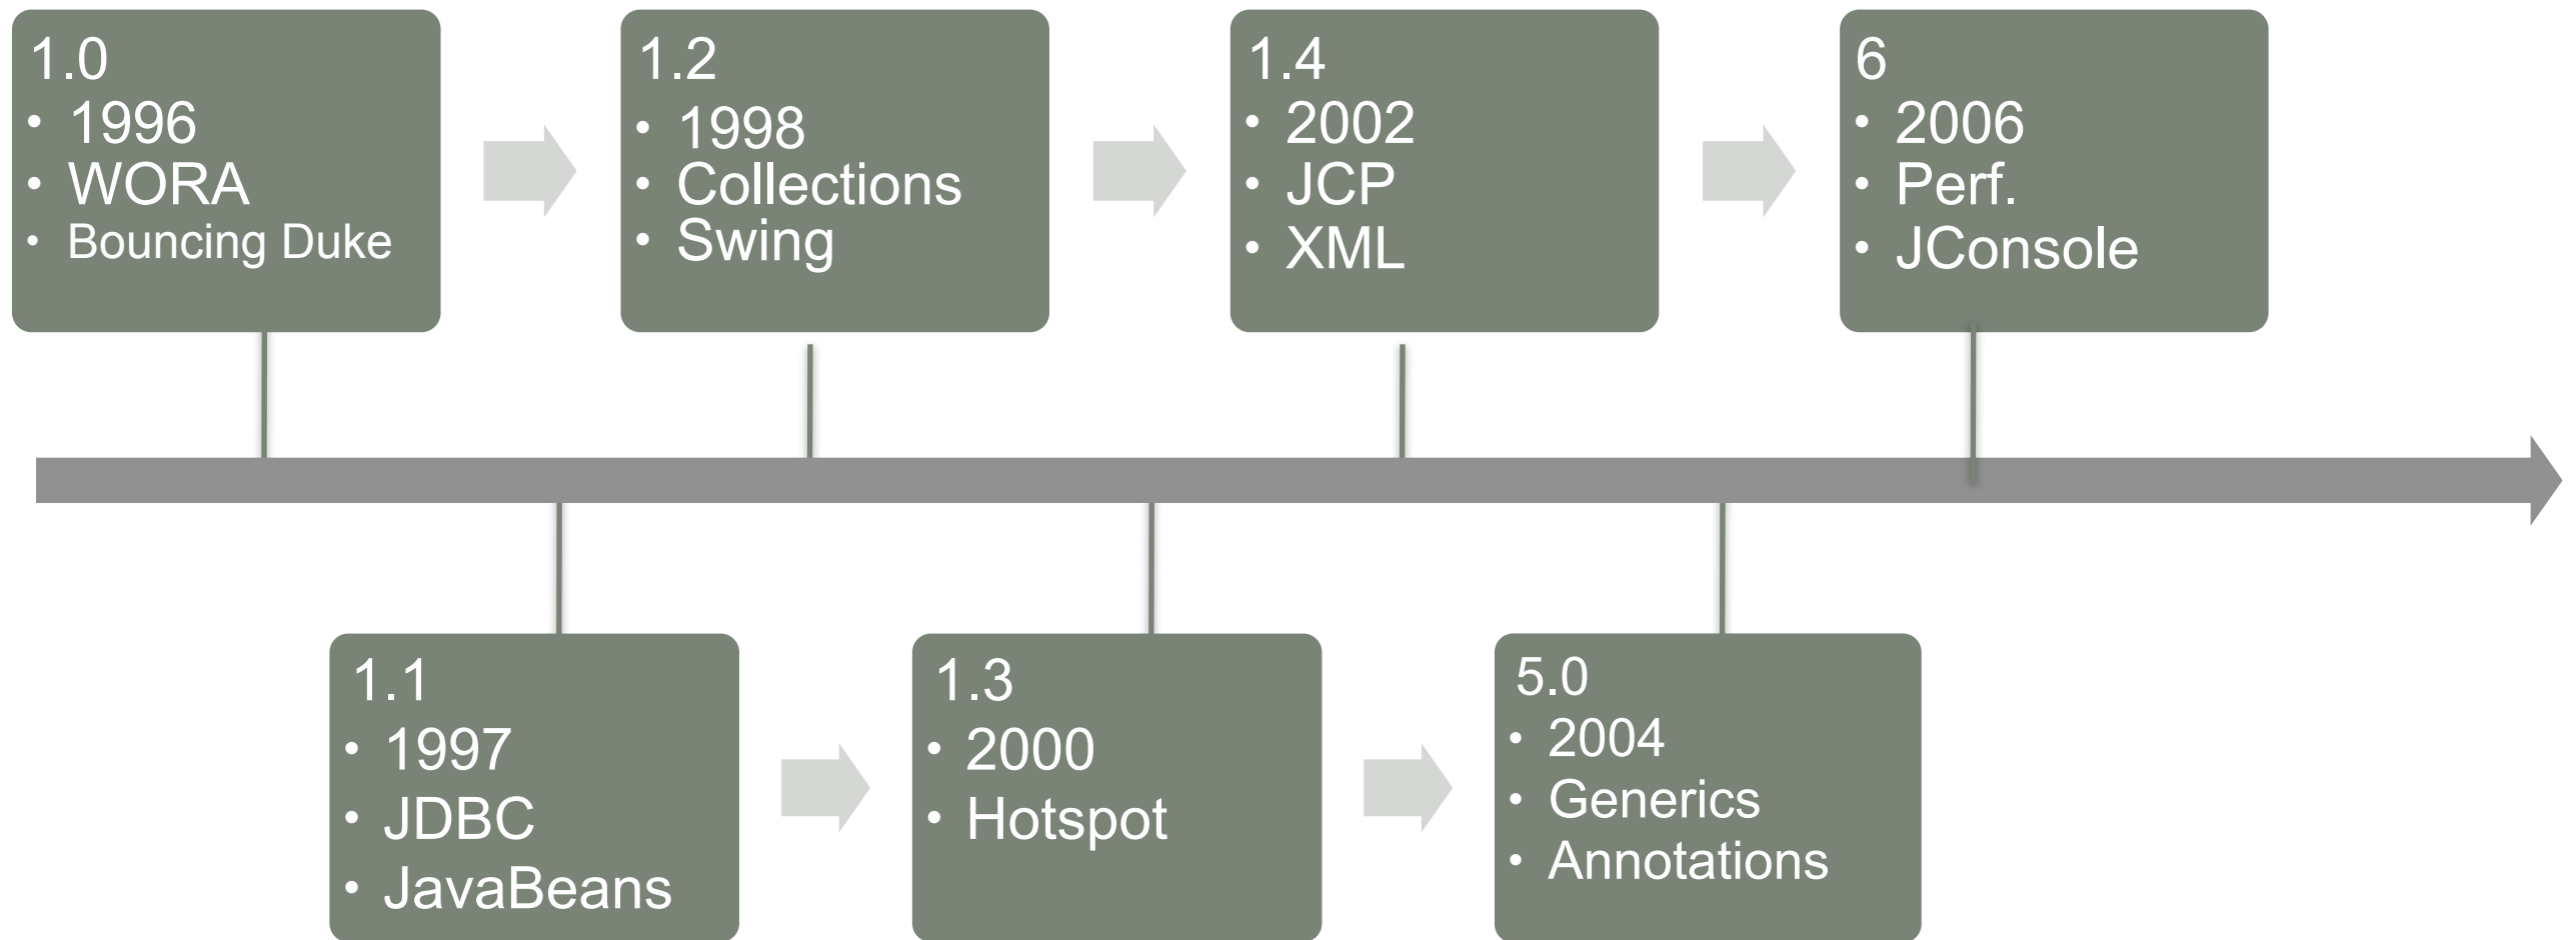 1.0
• 1996
• WORA
• Bouncing Duke
1.2
• 1998
• Collections
• Swing
1.4
• 2002
• JCP
• XML
6
• 2006
• Perf.
• JConsole
1.1
• 1997
• JDBC
• JavaBeans
1.3
• 2000
• Hotspot
5.0
• 2004
• Generics
• Annotations